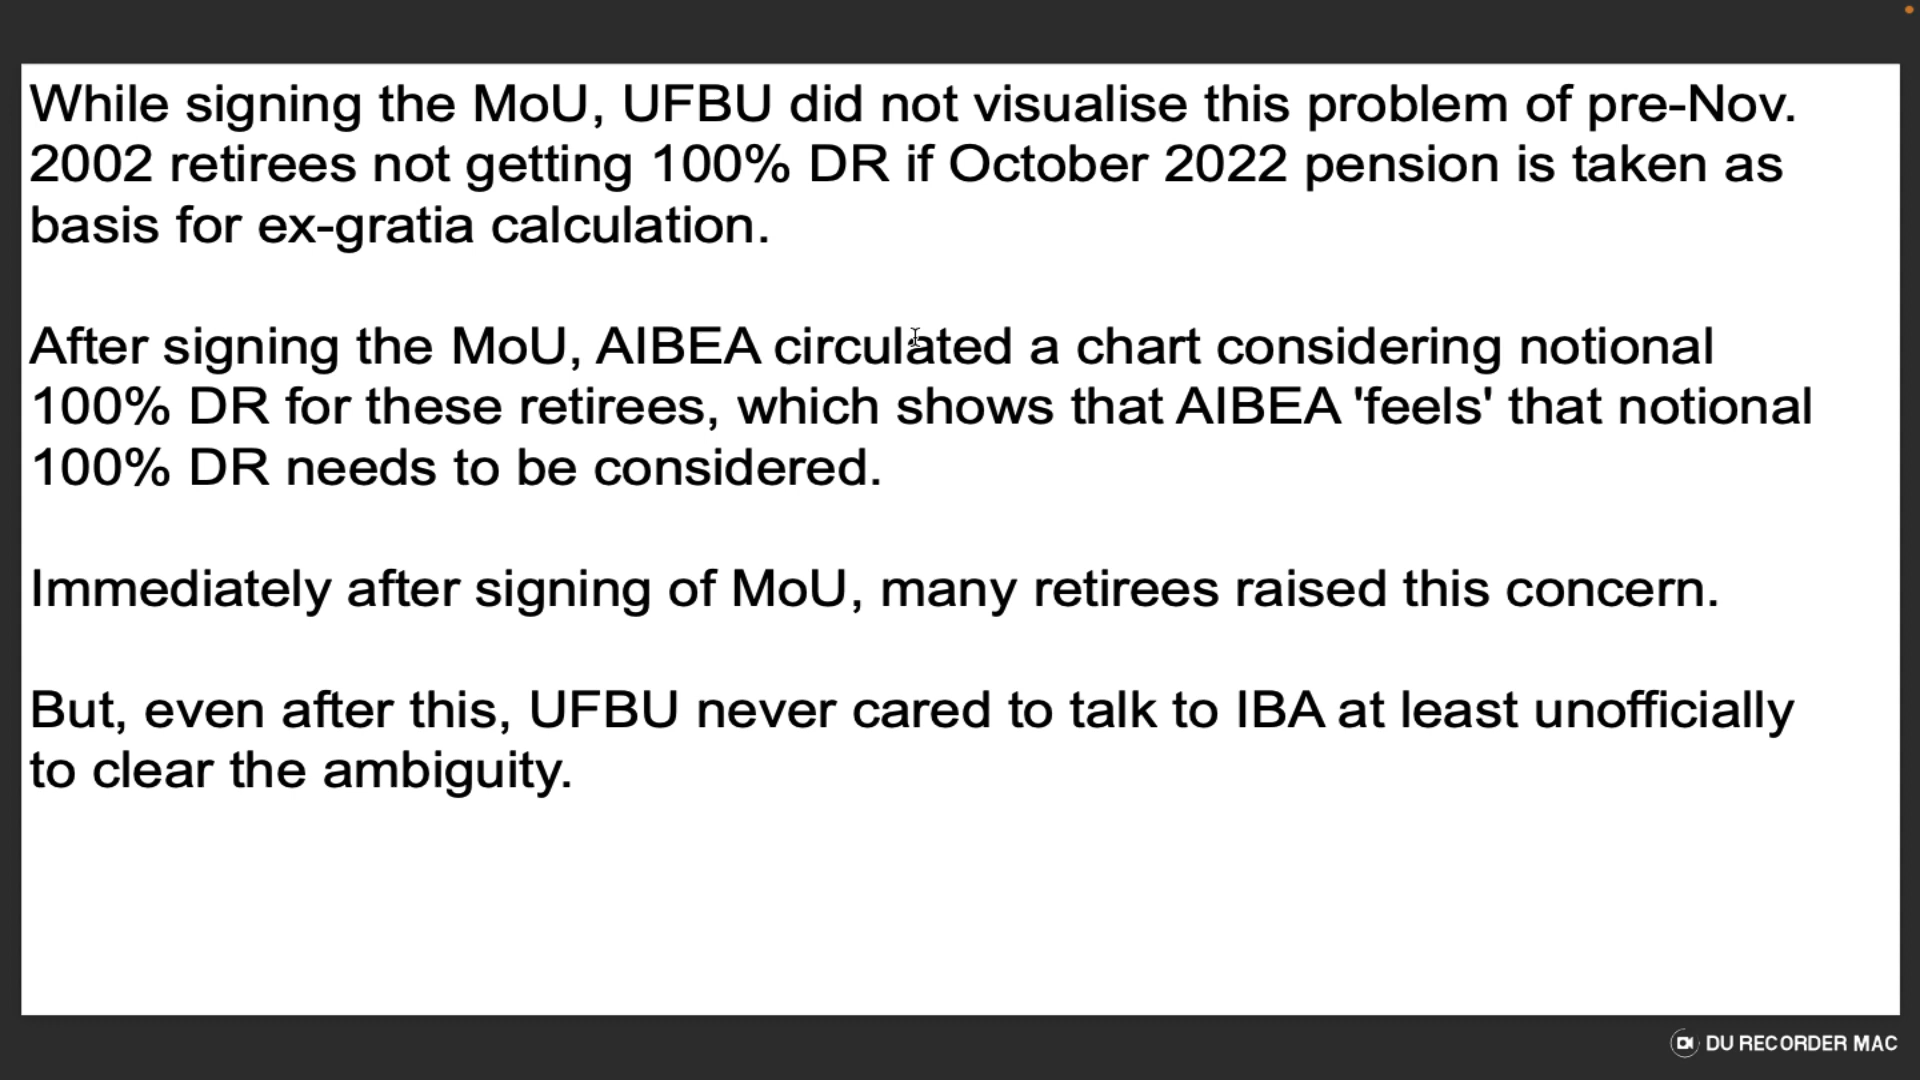 While signing the MoU, UFBU did not visualise this problem of pre-Nov.
2002 retirees not getting 100% DR if October 2022 pension is taken as
basis for ex-gratia calculation.
After signing the MoU, AIBEA circulated a chart considering notional
100% DR for these retirees, which shows that AIBEA 'feels' that notional
100% DR needs to be considered.
Immediately after signing of MoU, many retirees raised this concern.
But, even after this, UFBU never cared to talk to IBA at least unofficially
to clear the ambiguity.
DU RECORDER MAC